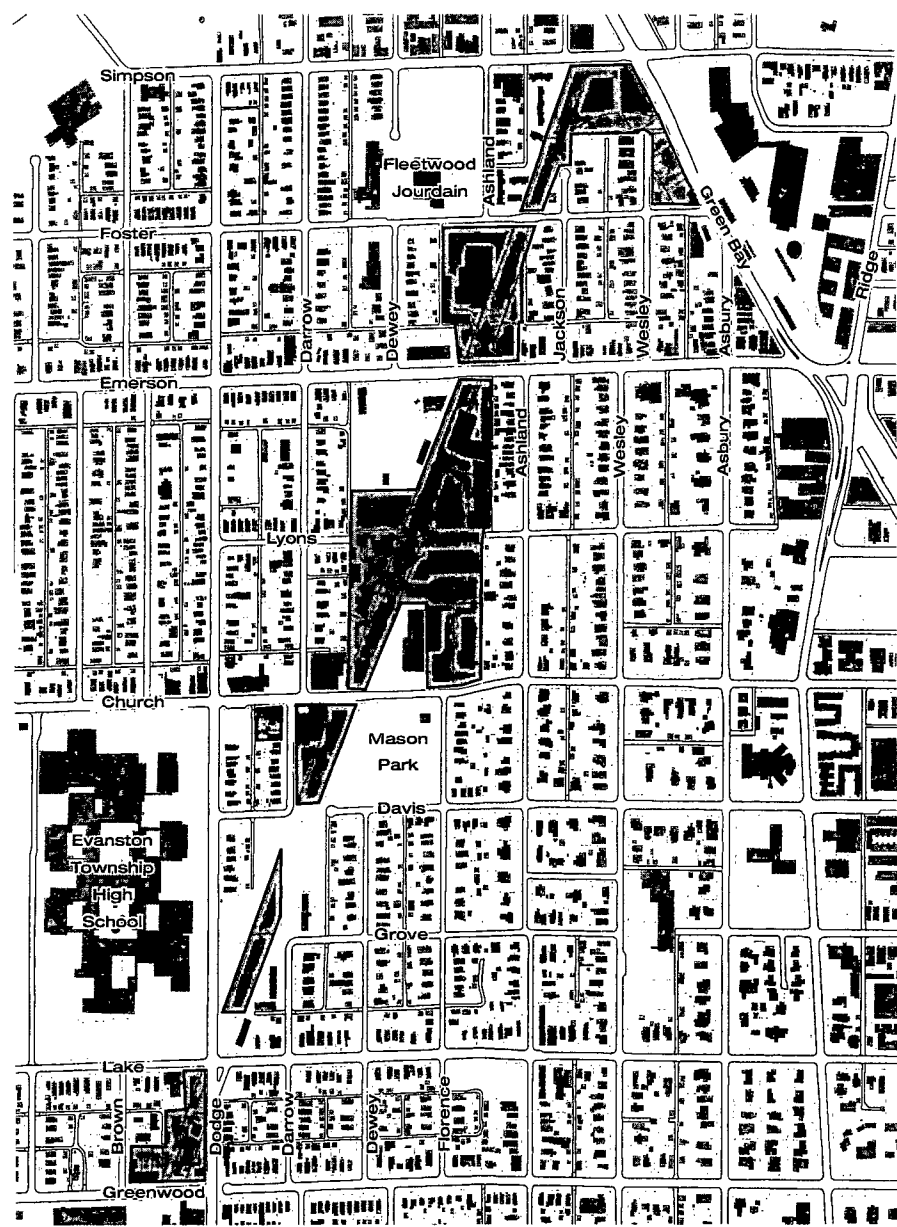 Simpson
Fleetwood
Jourdain
Ashland
Green Bay
Foster
Ridge
Darrow
Dewey
Jackson
Wesley
Asbury
Emerson
Ashland
Wesley
Asbury
Lyons
Church
Mason
Park
Davis
Evanston
Township
High
School
Grove
Lake
Brown
Dodge
Darrow
Dewey
Florence
Greenwood